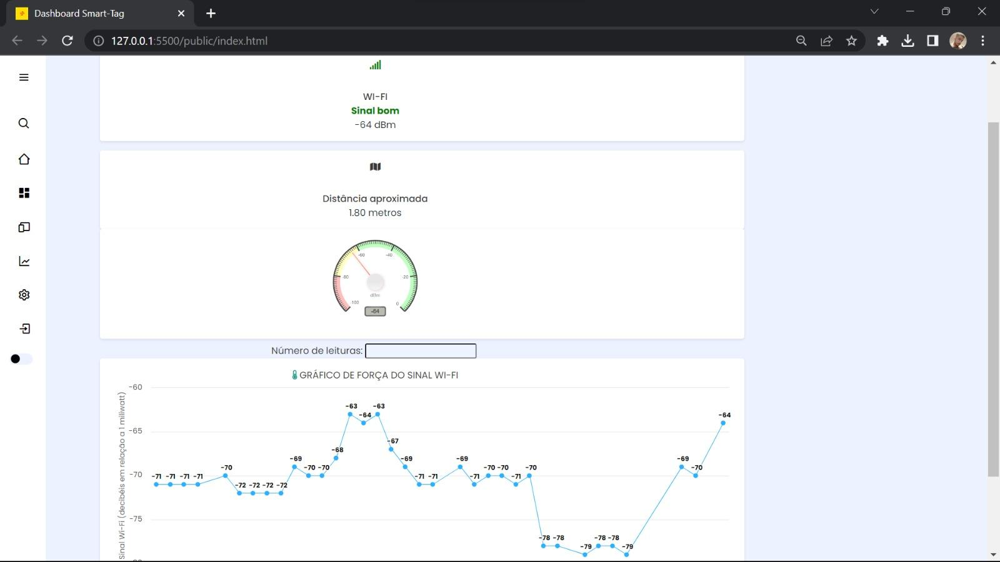 Dashboard Smart-Tag
127.0.0.1:5500/public/index.html
WI-FI
Sinal bom
-64 dBm
Distância aproximada
1.80 metros
-60 -40
-80 -20
dBm
-100 0
-64
Número de leituras:
GRÁFICO DE FORÇA DO SINAL WI-FI
Sinal Wi-Fi (decibéis em relação a 1 miliwatt)
-60
-65
-70
-75
-71 -71 -71 -71 -70 -72 -72 -72 -72 -69 -70 -70 -68 -63 -64 -63 -67 -69 -71 -71 -69 -71 -70 -70 -71 -70 -78 -78 -79 -78 -78 -79 -69 -70 -64